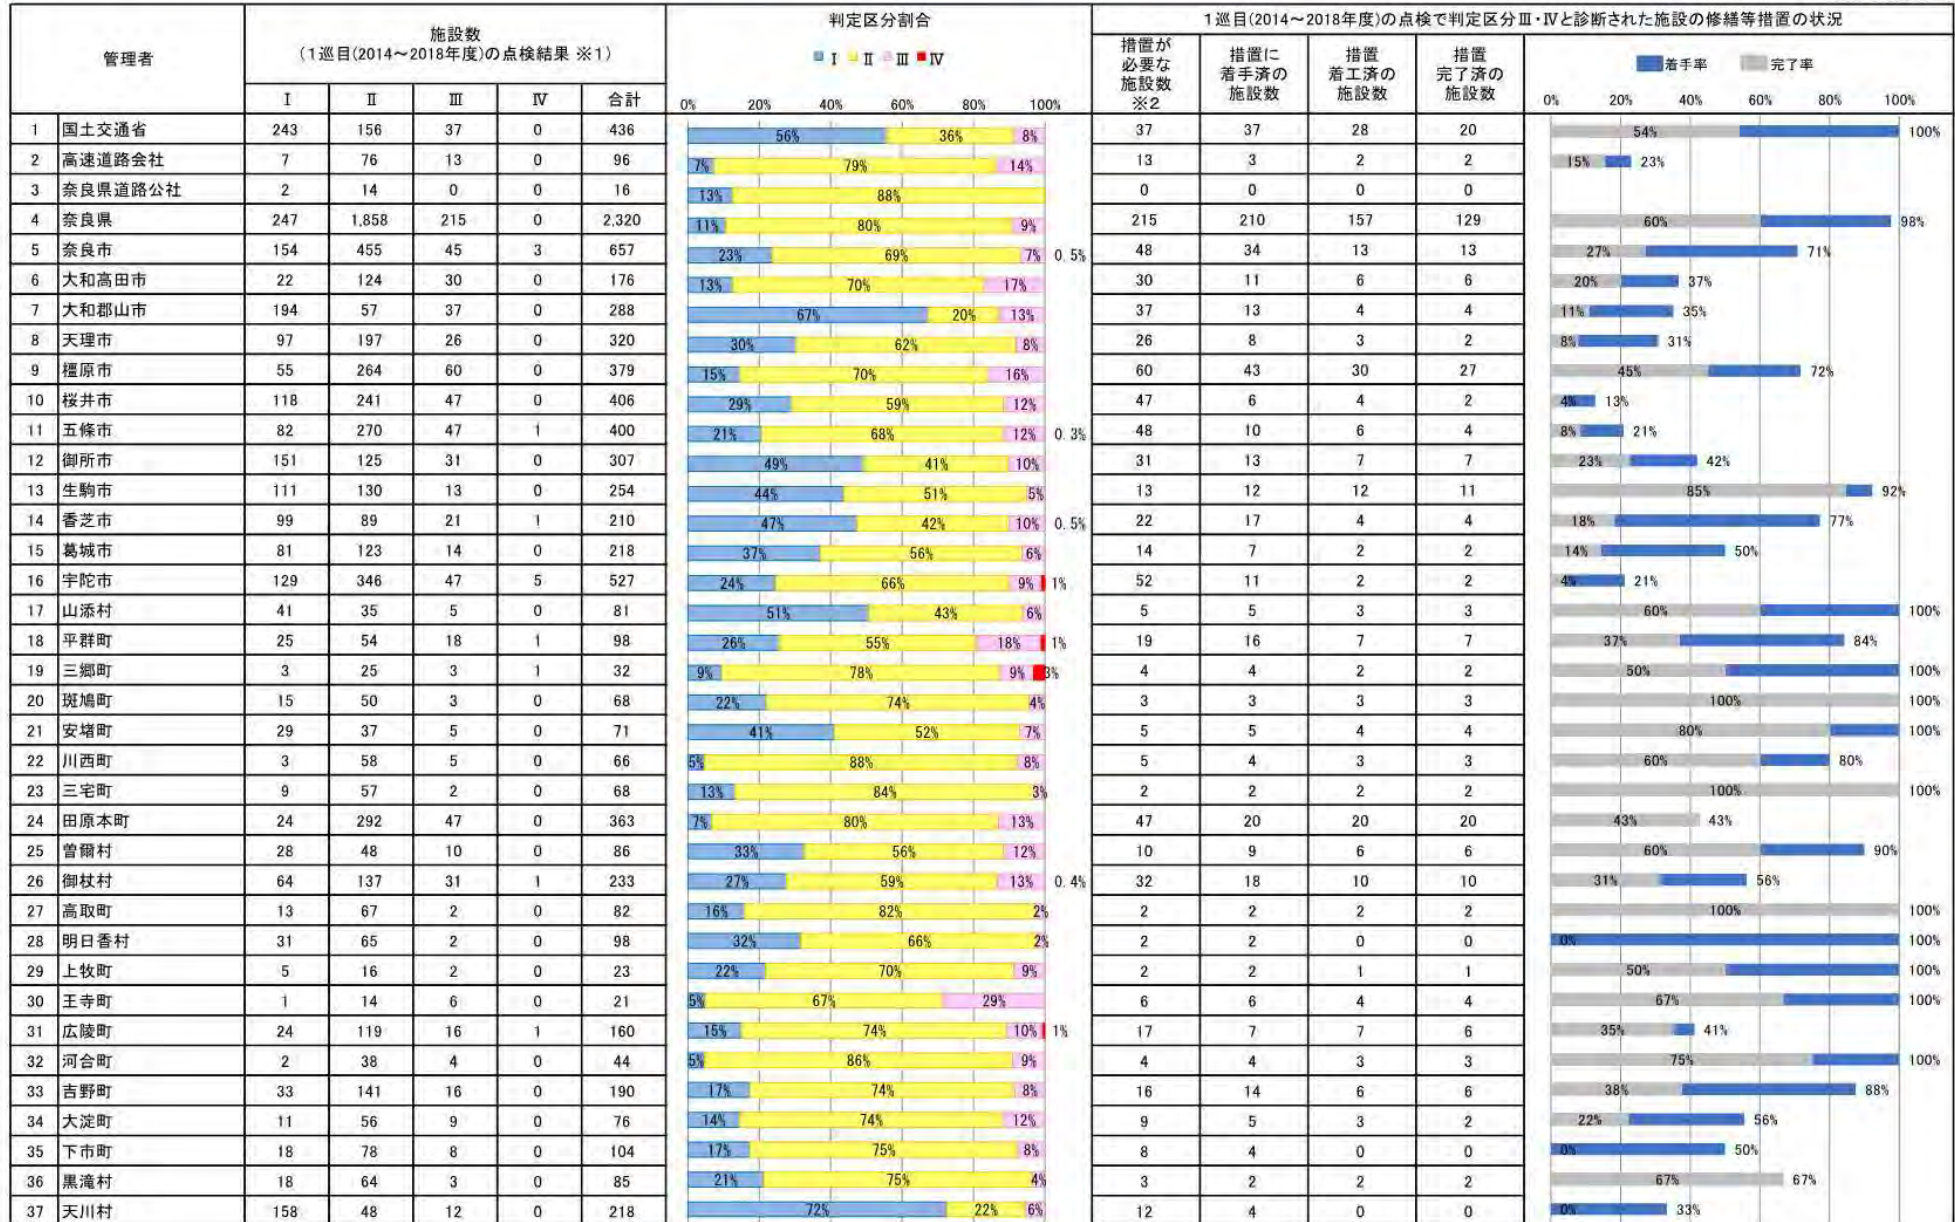 管理者
施設数
(1巡目(2014～2018年度)の点検結果 ※1)
Ⅰ Ⅱ Ⅲ Ⅳ 合計
判定区分割合
Ⅰ Ⅱ Ⅲ Ⅳ
0% 20% 40% 60% 80% 100%
1巡目(2014～2018年度)の点検で判定区分Ⅲ・Ⅳと診断された施設の修繕等措置の状況
措置が
必要な
施設数
※2
措置に
着手済の
施設数
措置
着工済の
施設数
措置
完了済の
施設数
着手率 完了率
0% 20% 40% 60% 80% 100%
1 国土交通省 243 156 37 0 436 56% 36% 8% 37 37 28 20 54% 100%
2 高速道路会社 7 76 13 0 96 7% 79% 14% 13 3 2 2 15% 23%
3 奈良県道路公社 2 14 0 0 16 13% 88% 0 0 0 0
4 奈良県 247 1,858 215 0 2,320 11% 80% 9% 215 210 157 129 60% 98%
5 奈良市 154 455 45 3 657 23% 69% 7% 0.5% 48 34 13 13 27% 71%
6 大和高田市 22 124 30 0 176 13% 70% 17% 30 11 6 6 20% 37%
7 大和郡山市 194 57 37 0 288 67% 20% 13% 37 13 4 4 11% 35%
8 天理市 97 197 26 0 320 30% 62% 8% 26 8 3 2 8% 31%
9 橿原市 55 264 60 0 379 15% 70% 16% 60 43 30 27 45% 72%
10 桜井市 118 241 47 0 406 29% 59% 12% 47 6 4 2 4% 13%
11 五條市 82 270 47 1 400 21% 68% 12% 0.3% 48 10 6 4 8% 21%
12 御所市 151 125 31 0 307 49% 41% 10% 31 13 7 7 23% 42%
13 生駒市 111 130 13 0 254 44% 51% 5% 13 12 12 11 85% 92%
14 香芝市 99 89 21 1 210 47% 42% 10% 0.5% 22 17 4 4 18% 77%
15 葛城市 81 123 14 0 218 37% 56% 6% 14 7 2 2 14% 50%
16 宇陀市 129 346 47 5 527 24% 66% 9% 1% 52 11 2 2 4% 21%
17 山添村 41 35 5 0 81 51% 43% 6% 5 5 3 3 60% 100%
18 平群町 25 54 18 1 98 26% 55% 18% 1% 19 16 7 7 37% 84%
19 三郷町 3 25 3 1 32 9% 78% 9% 3% 4 4 2 2 50% 100%
20 斑鳩町 15 50 3 0 68 22% 74% 4% 3 3 3 3 100% 100%
21 安堵町 29 37 5 0 71 41% 52% 7% 5 5 4 4 80% 100%
22 川西町 3 58 5 0 66 5% 88% 8% 5 4 3 3 60% 80%
23 三宅町 9 57 2 0 68 13% 84% 3% 2 2 2 2 100% 100%
24 田原本町 24 292 47 0 363 7% 80% 13% 47 20 20 20 43% 43%
25 曽爾村 28 48 10 0 86 33% 56% 12% 10 9 6 6 60% 90%
26 御杖村 64 137 31 1 233 27% 59% 13% 0.4% 32 18 10 10 31% 56%
27 高取町 13 67 2 0 82 16% 82% 2% 2 2 2 2 100% 100%
28 明日香村 31 65 2 0 98 32% 66% 2% 2 2 0 0 0% 100%
29 上牧町 5 16 2 0 23 22% 70% 9% 2 2 1 1 50% 100%
30 王寺町 1 14 6 0 21 5% 67% 29% 6 6 4 4 67% 100%
31 広陵町 24 119 16 1 160 15% 74% 10% 1% 17 7 7 6 35% 41%
32 河合町 2 38 4 0 44 5% 86% 9% 4 4 3 3 75% 100%
33 吉野町 33 141 16 0 190 17% 74% 8% 16 14 6 6 38% 88%
34 大淀町 11 56 9 0 76 14% 74% 12% 9 5 3 2 22% 56%
35 下市町 18 78 8 0 104 17% 75% 8% 8 4 0 0 0% 50%
36 黒滝村 18 64 3 0 85 21% 75% 4% 3 2 2 2 67% 67%
37 天川村 158 48 12 0 218 72% 22% 6% 12 4 0 0 0% 33%